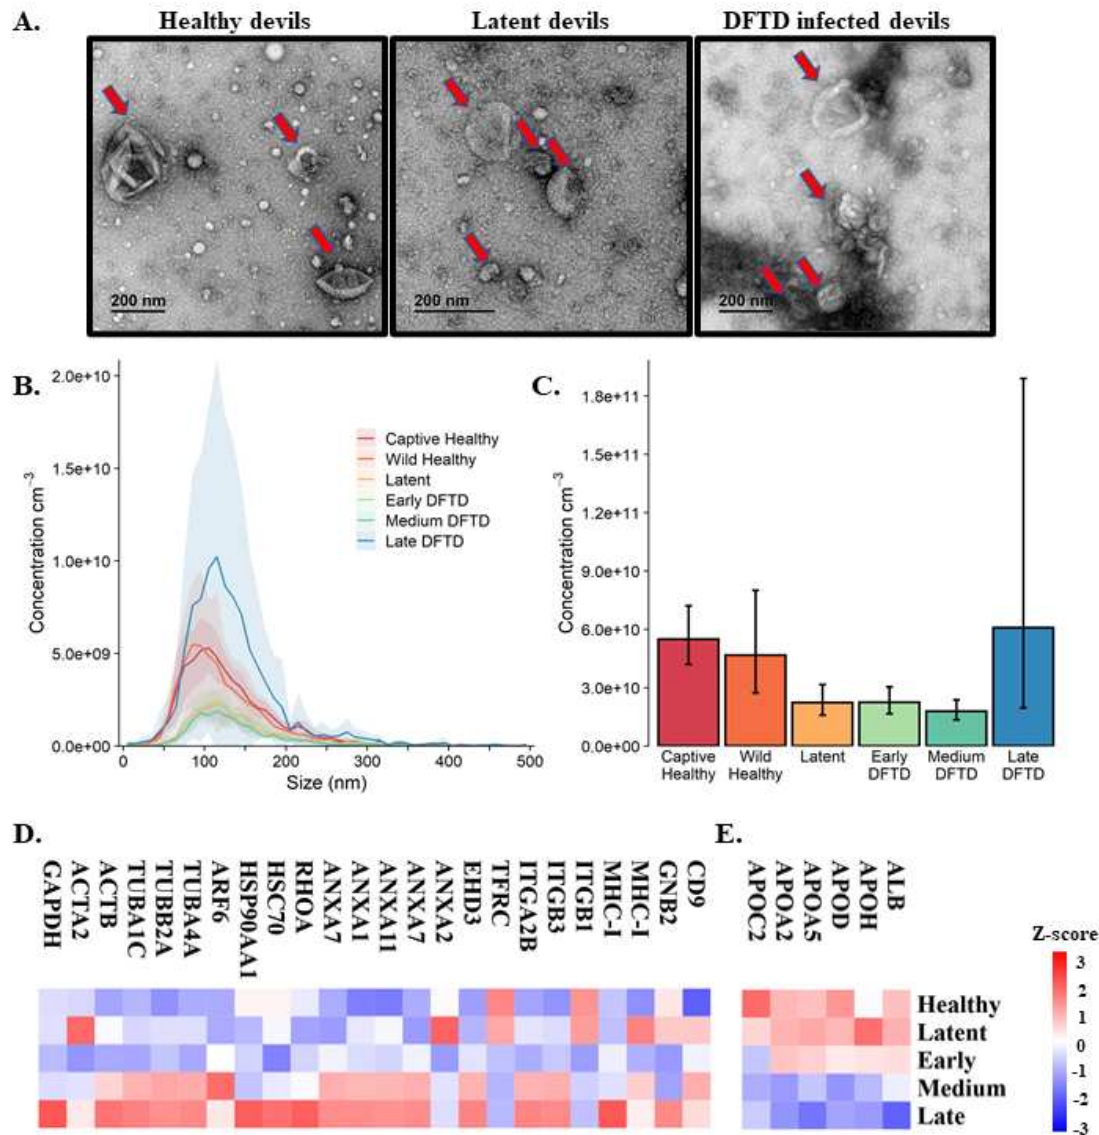 A.
Healthy devils
Latent devils
DFTD infected devils
200 nm
200 nm
200 nm
B.
2.0e+10
1.5e+10
1.0e+10
5.0e+09
0.0e+00
Concentration cm⁻³
0
100
200
300
400
500
Size (nm)
Captive Healthy
Wild Healthy
Latent
Early DFTD
Medium DFTD
Late DFTD
C.
1.8e+11
1.5e+11
1.2e+11
9.0e+10
6.0e+10
3.0e+10
0.0e+00
Concentration cm⁻³
Captive
Healthy
Wild
Healthy
Latent
Early
DFTD
Medium
DFTD
Late
DFTD
D.
GAPDH
ACTA2
ACTB
TUBA1C
TUBB2A
TUBA4A
ARF6
HSP90AA1
HSC70
RHOA
ANXA7
ANXA1
ANXA11
ANXA7
ANXA2
EHD3
TFRC
ITGA2B
ITGB3
ITGB1
MHC-I
MHC-I
GNB2
CD9
E.
APOC2
APOA2
APOA5
APOD
APOH
ALB
Healthy
Latent
Early
Medium
Late
Z-score
3
2
1
0
-1
-2
-3